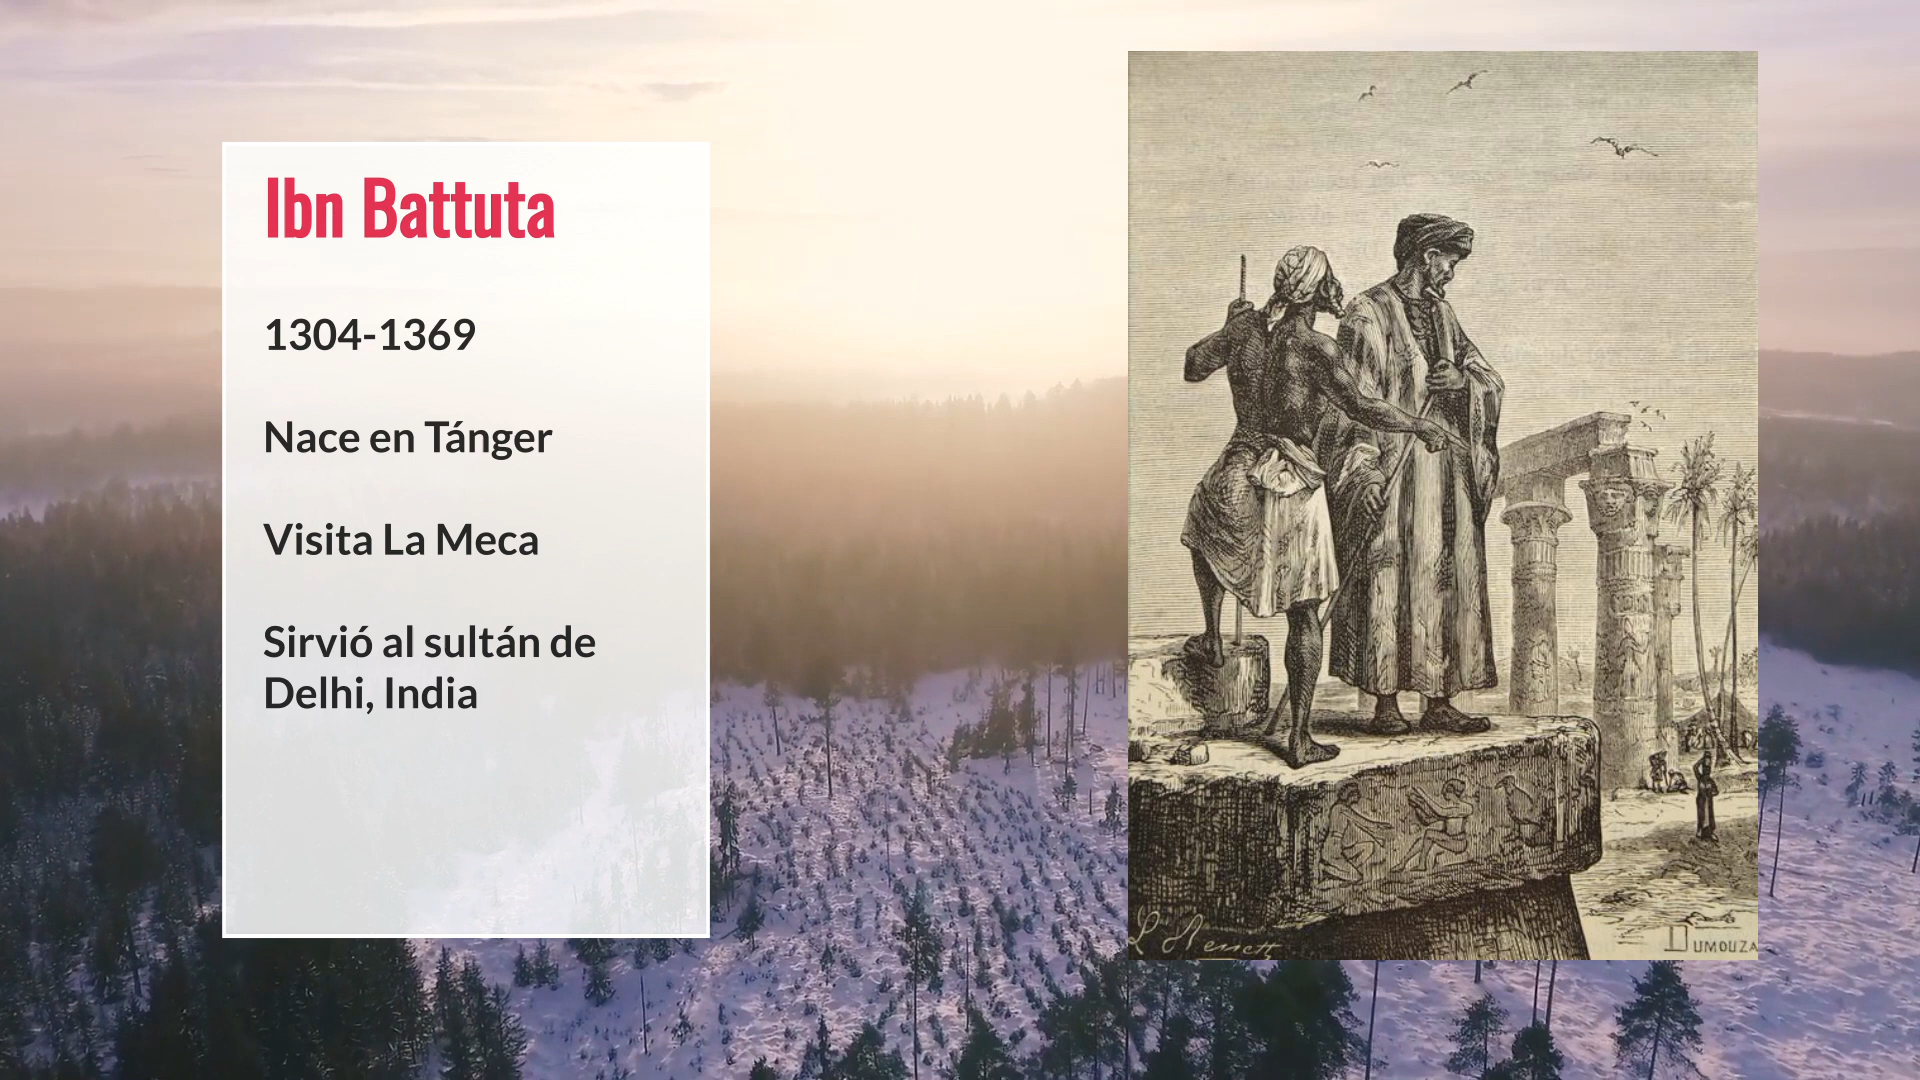 Ibn Battuta
1304-1369
Nace en Tánger
Visita La Meca
Sirvió al sultán de
Delhi, India
DUMOUZA